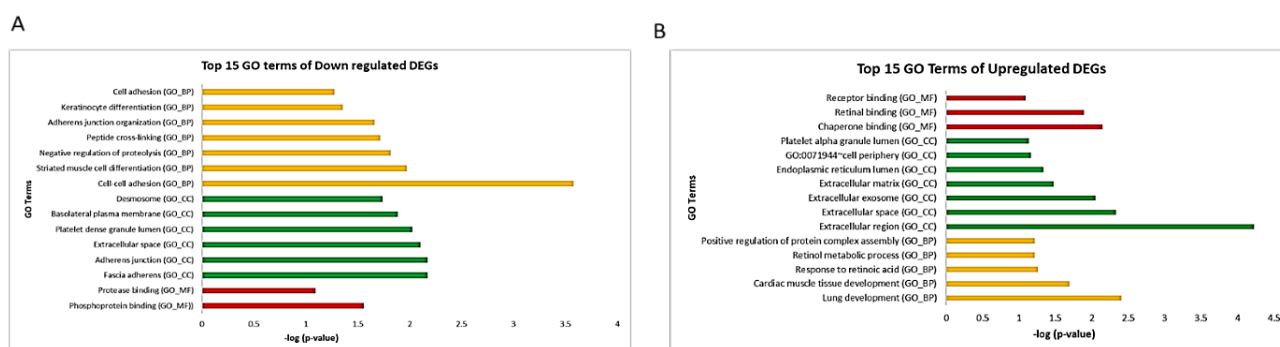 A
Top 15 GO terms of Down regulated DEGs
GO Terms
Cell adhesion (GO_BP)
Keratinocyte differentiation (GO_BP)
Adherens junction organization (GO_BP)
Peptide cross-linking (GO_BP)
Negative regulation of proteolysis (GO_BP)
Striated muscle cell differentiation (GO_BP)
Cell-cell adhesion (GO_BP)
Desmosome (GO_CC)
Basolateral plasma membrane (GO_CC)
Platelet dense granule lumen (GO_CC)
Extracellular space (GO_CC)
Adherens junction (GO_CC)
Fascia adherens (GO_CC)
Protease binding (GO_MF)
Phosphoprotein binding (GO_MF))
0 0.5 1 1.5 2 2.5 3 3.5 4
-log (p-value)
B
Top 15 GO Terms of Upregulated DEGs
GO Terms
Receptor binding (GO_MF)
Retinal binding (GO_MF)
Chaperone binding (GO_MF)
Platelet alpha granule lumen (GO_CC)
GO:0071944~cell periphery (GO_CC)
Endoplasmic reticulum lumen (GO_CC)
Extracellular matrix (GO_CC)
Extracellular exosome (GO_CC)
Extracellular space (GO_CC)
Extracellular region (GO_CC)
Positive regulation of protein complex assembly (GO_BP)
Retinol metabolic process (GO_BP)
Response to retinoic acid (GO_BP)
Cardiac muscle tissue development (GO_BP)
Lung development (GO_BP)
0 0.5 1 1.5 2 2.5 3 3.5 4 4.5
-log (p-value)